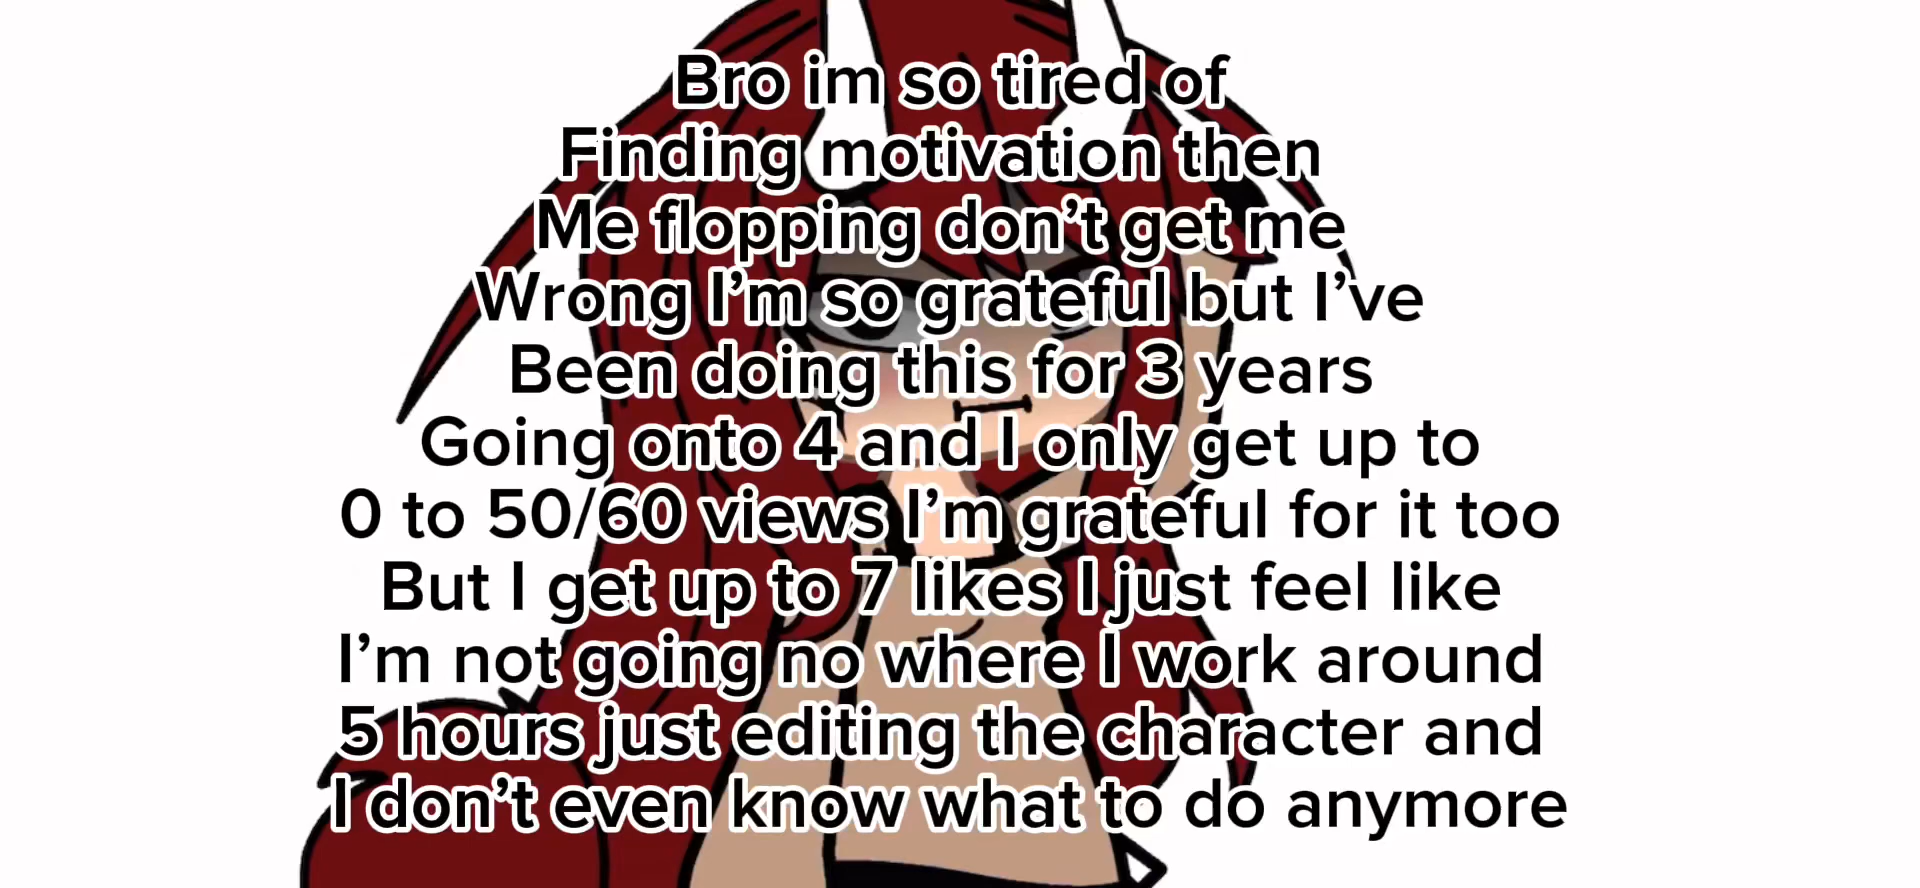 Bro im so tired of
Finding motivation then
Me flopping don’t get me
Wrong I’m so grateful but I’ve
Been doing this for 3 years
Going onto 4 and I only get up to
0 to 50/60 views I’m grateful for it too
But I get up to 7 likes I just feel like
I’m not going no where I work around
5 hours just editing the character and
I don’t even know what to do anymore